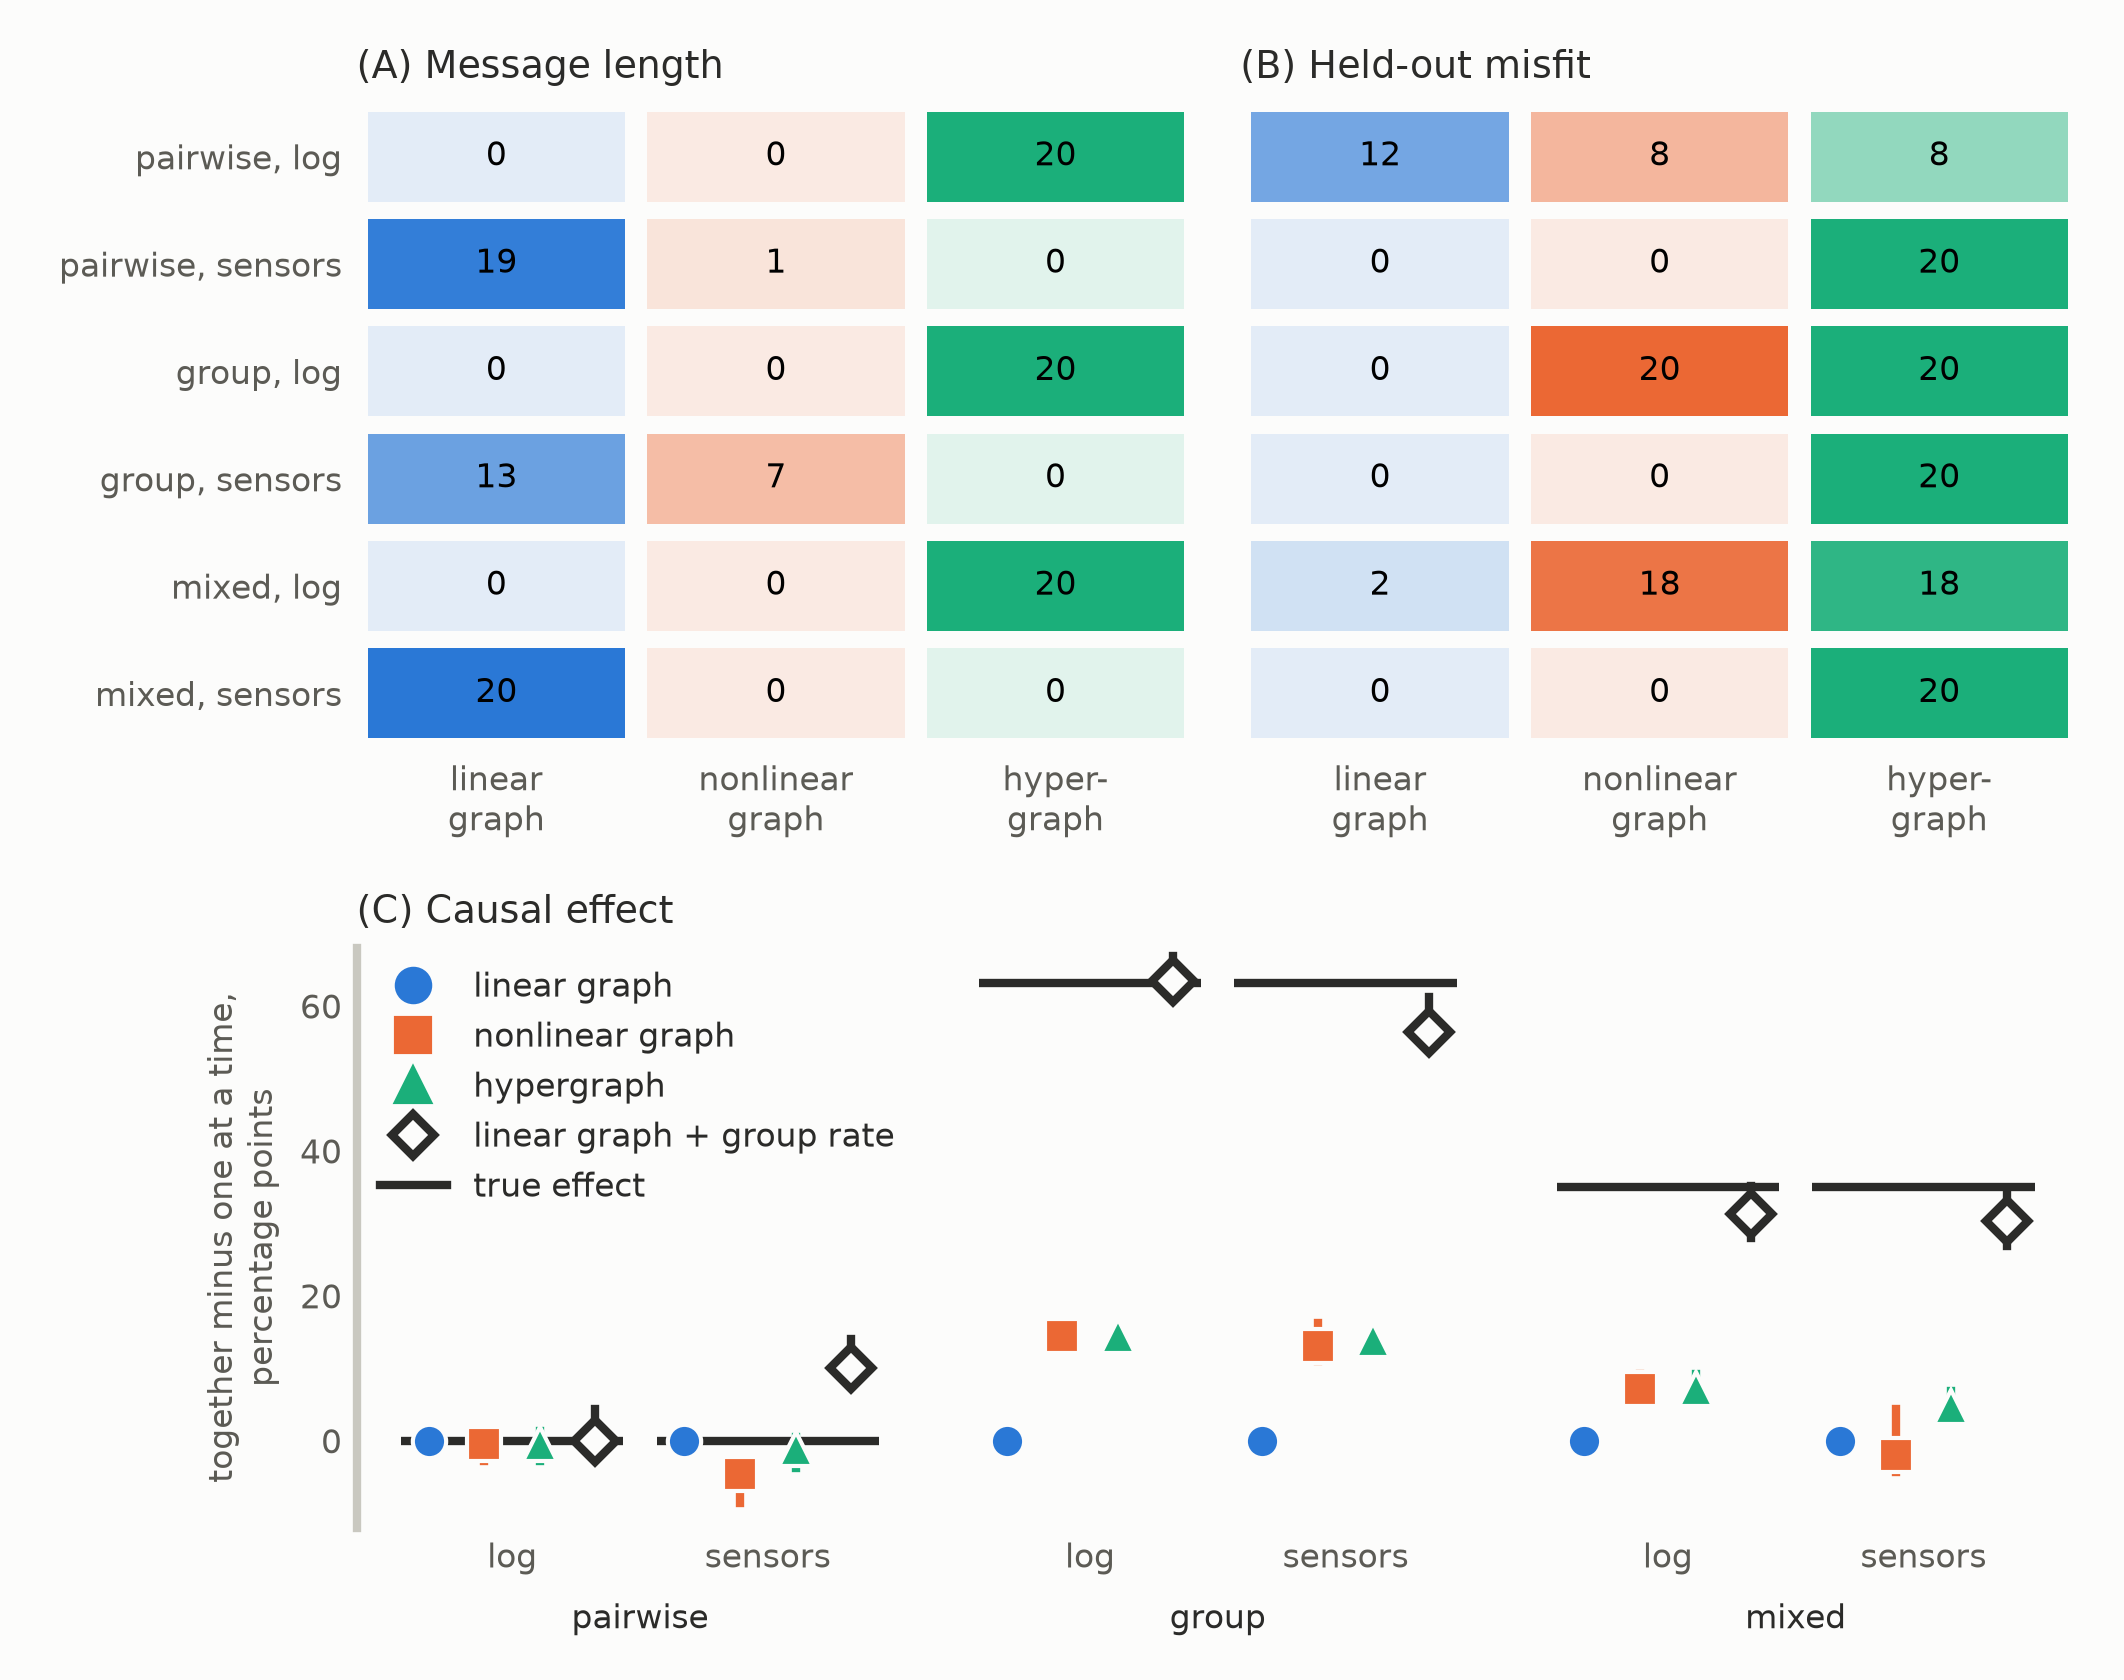 (A) Message length
(B) Held-out misfit
pairwise, log
0
0
20
12
8
8
pairwise, sensors
19
1
0
0
0
20
group, log
0
0
20
0
20
20
group, sensors
13
7
0
0
0
20
mixed, log
0
0
20
2
18
18
mixed, sensors
20
0
0
0
0
20
linear
graph
nonlinear
graph
hyper-
graph
linear
graph
nonlinear
graph
hyper-
graph
(C) Causal effect
together minus one at a time,
percentage points
60
40
20
0
linear graph
nonlinear graph
hypergraph
linear graph + group rate
true effect
log
sensors
log
sensors
log
sensors
pairwise
group
mixed